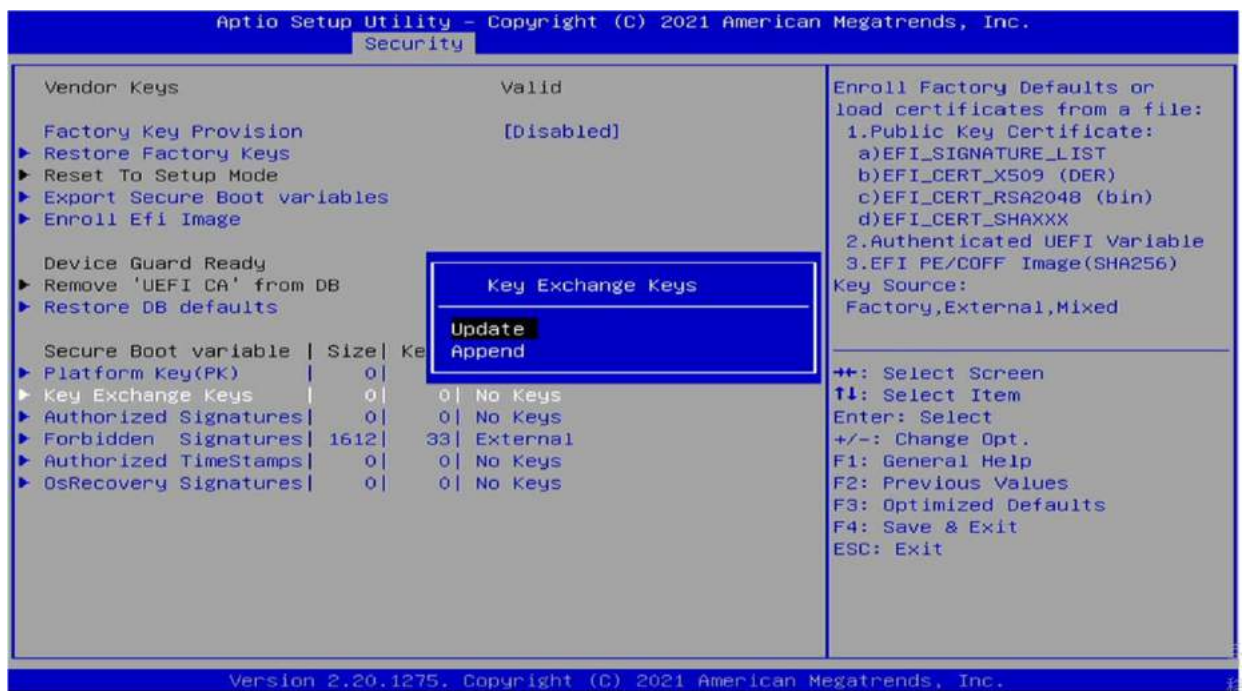 Aptio Setup Utility – Copyright (C) 2021 American Megatrends, Inc.
Security
Vendor Keys Valid
Factory Key Provision [Disabled]
Restore Factory Keys
Reset To Setup Mode
Export Secure Boot variables
Enroll Efi Image
Device Guard Ready
Remove 'UEFI CA' from DB
Restore DB defaults
Secure Boot variable | Size| Ke
Platform Key(PK) | 0|
Key Exchange Keys | 0| 0| No Keys
Authorized Signatures| 0| 0| No Keys
Forbidden Signatures| 1612| 33| External
Authorized TimeStamps| 0| 0| No Keys
OsRecovery Signatures| 0| 0| No Keys
Key Exchange Keys
Update
Append
Enroll Factory Defaults or
load certificates from a file:
1.Public Key Certificate:
a)EFI_SIGNATURE_LIST
b)EFI_CERT_X509 (DER)
c)EFI_CERT_RSA2048 (bin)
d)EFI_CERT_SHAXXX
2.Authenticated UEFI Variable
3.EFI PE/COFF Image(SHA256)
Key Source:
Factory,External,Mixed
→←: Select Screen
↑↓: Select Item
Enter: Select
+/-: Change Opt.
F1: General Help
F2: Previous Values
F3: Optimized Defaults
F4: Save & Exit
ESC: Exit
Version 2.20.1275. Copyright (C) 2021 American Megatrends, Inc.